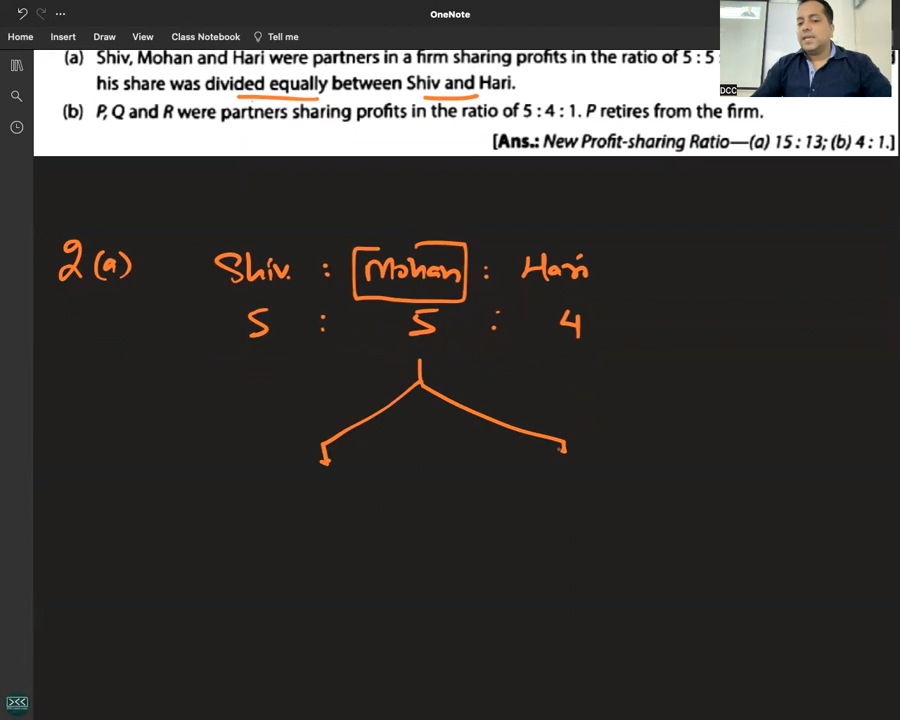 OneNote
Home Insert Draw View Class Notebook Tell me
DCC
(a) Shiv, Mohan and Hari were partners in a firm sharing profits in the ratio of 5 : 5
his share was divided equally between Shiv and Hari.
(b) P, Q and R were partners sharing profits in the ratio of 5 : 4 : 1. P retires from the firm.
[Ans.: New Profit-sharing Ratio—(a) 15 : 13; (b) 4 : 1.]
2 (a) Shiv. : Mohan : Hari
5 : 5 : 4